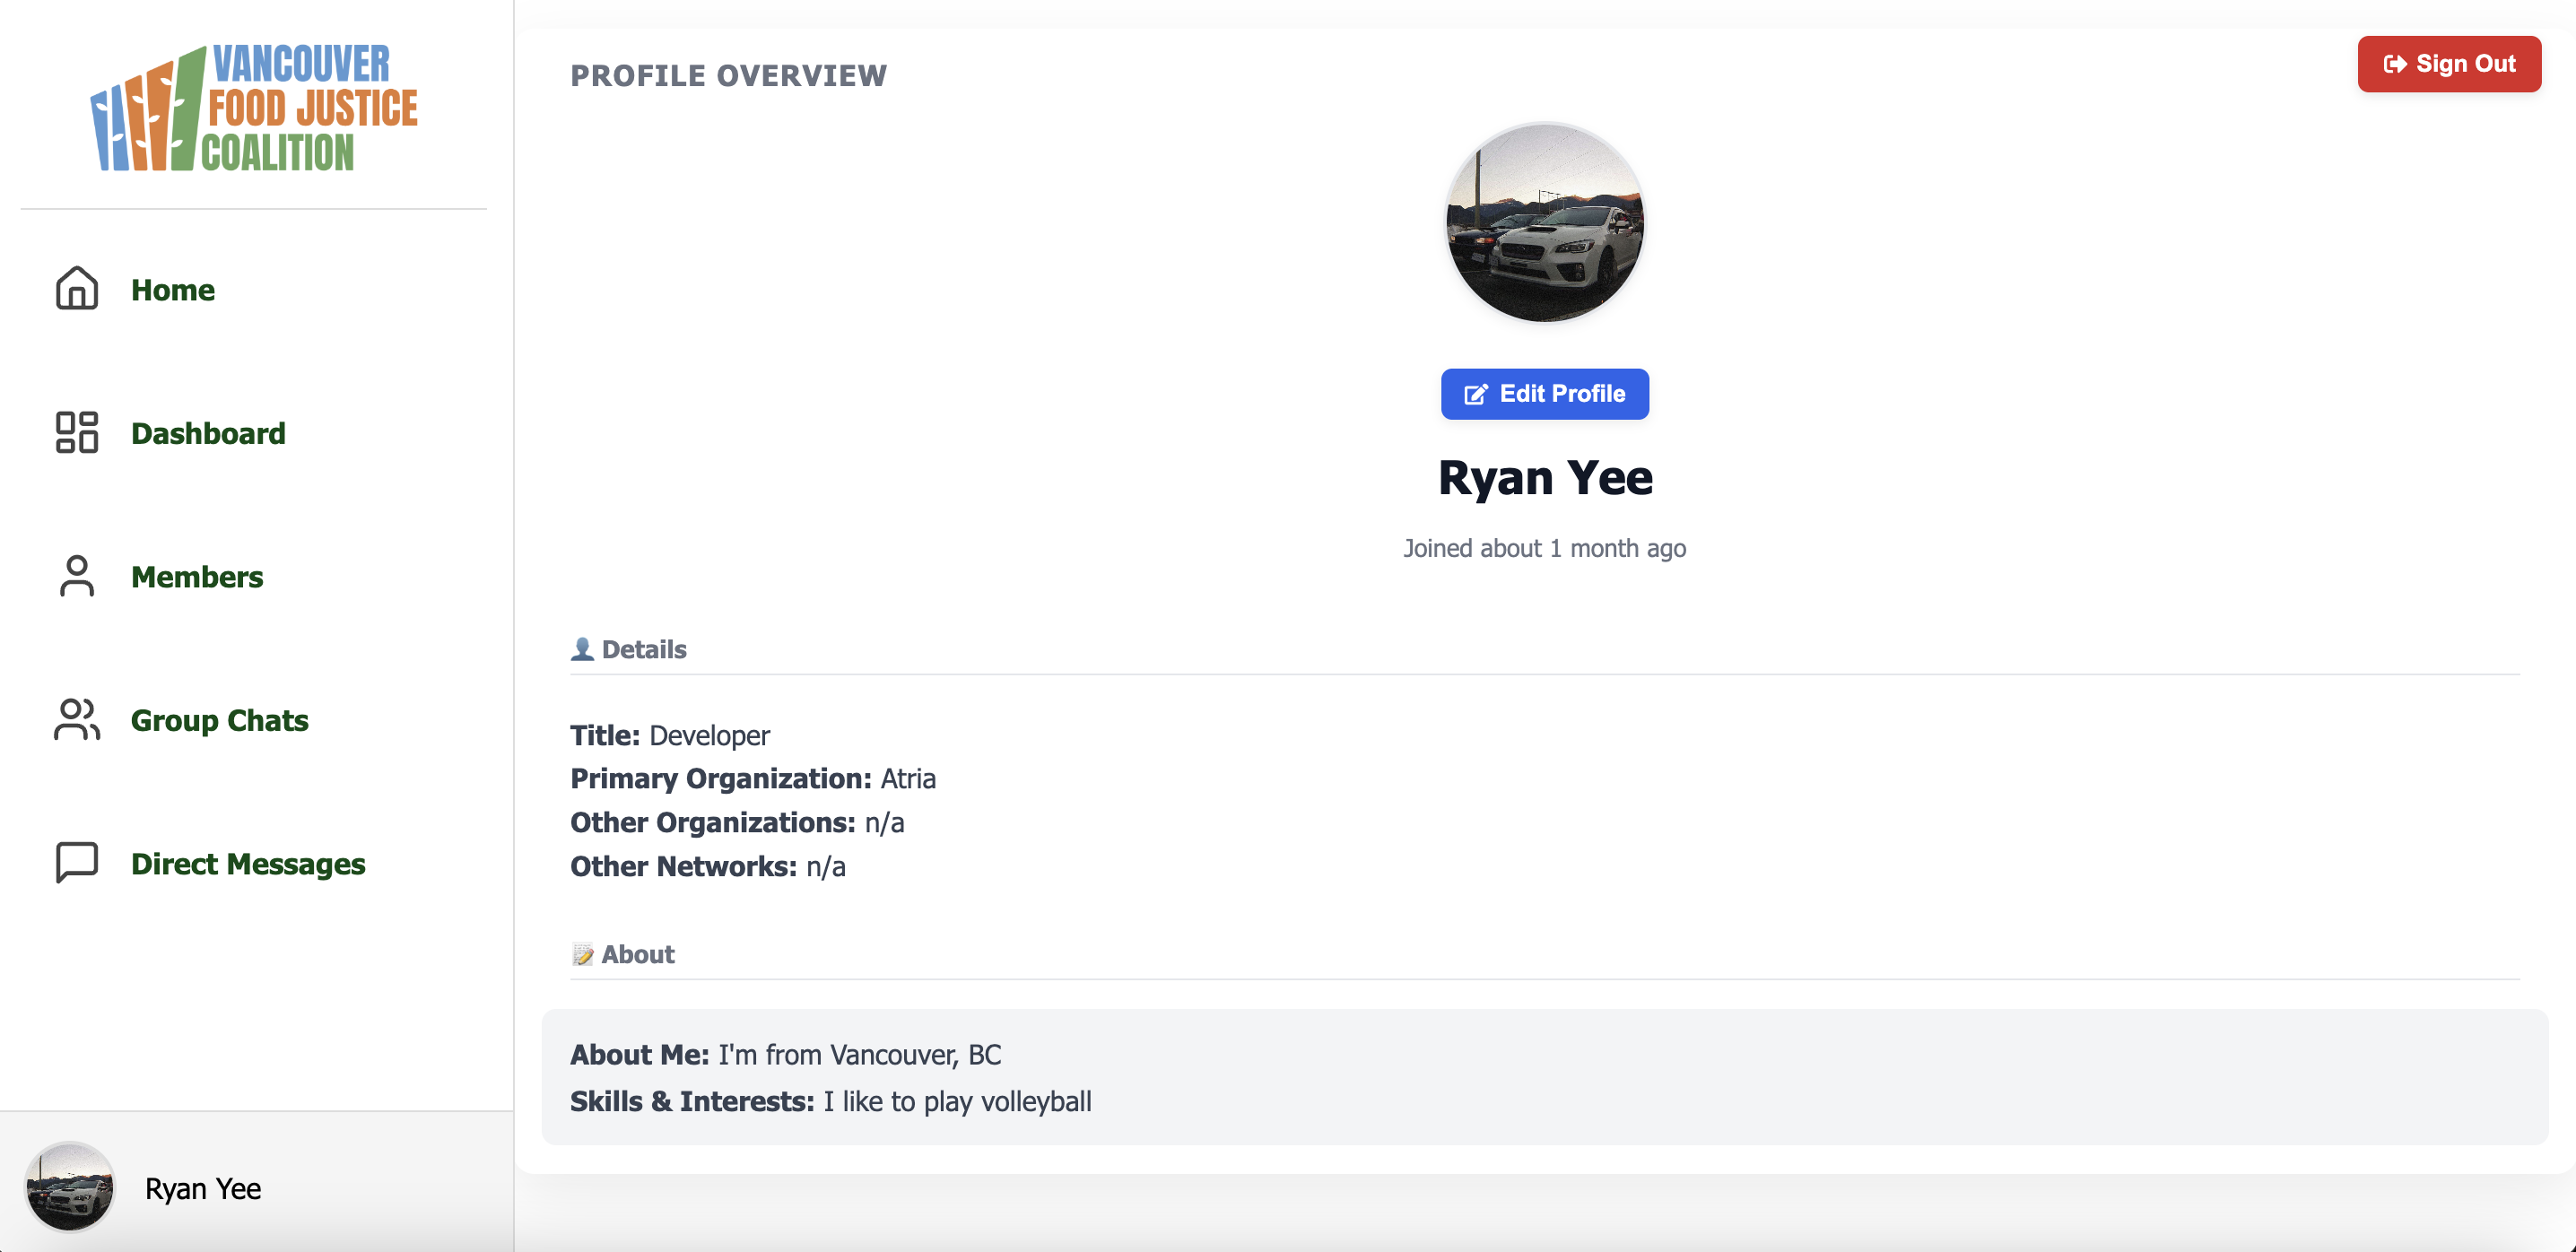 VANCOUVER
FOOD JUSTICE
COALITION
Home
Dashboard
Members
Group Chats
Direct Messages
Ryan Yee
PROFILE OVERVIEW
Sign Out
Edit Profile
Ryan Yee
Joined about 1 month ago
Details
Title: Developer
Primary Organization: Atria
Other Organizations: n/a
Other Networks: n/a
About
About Me: I'm from Vancouver, BC
Skills & Interests: I like to play volleyball